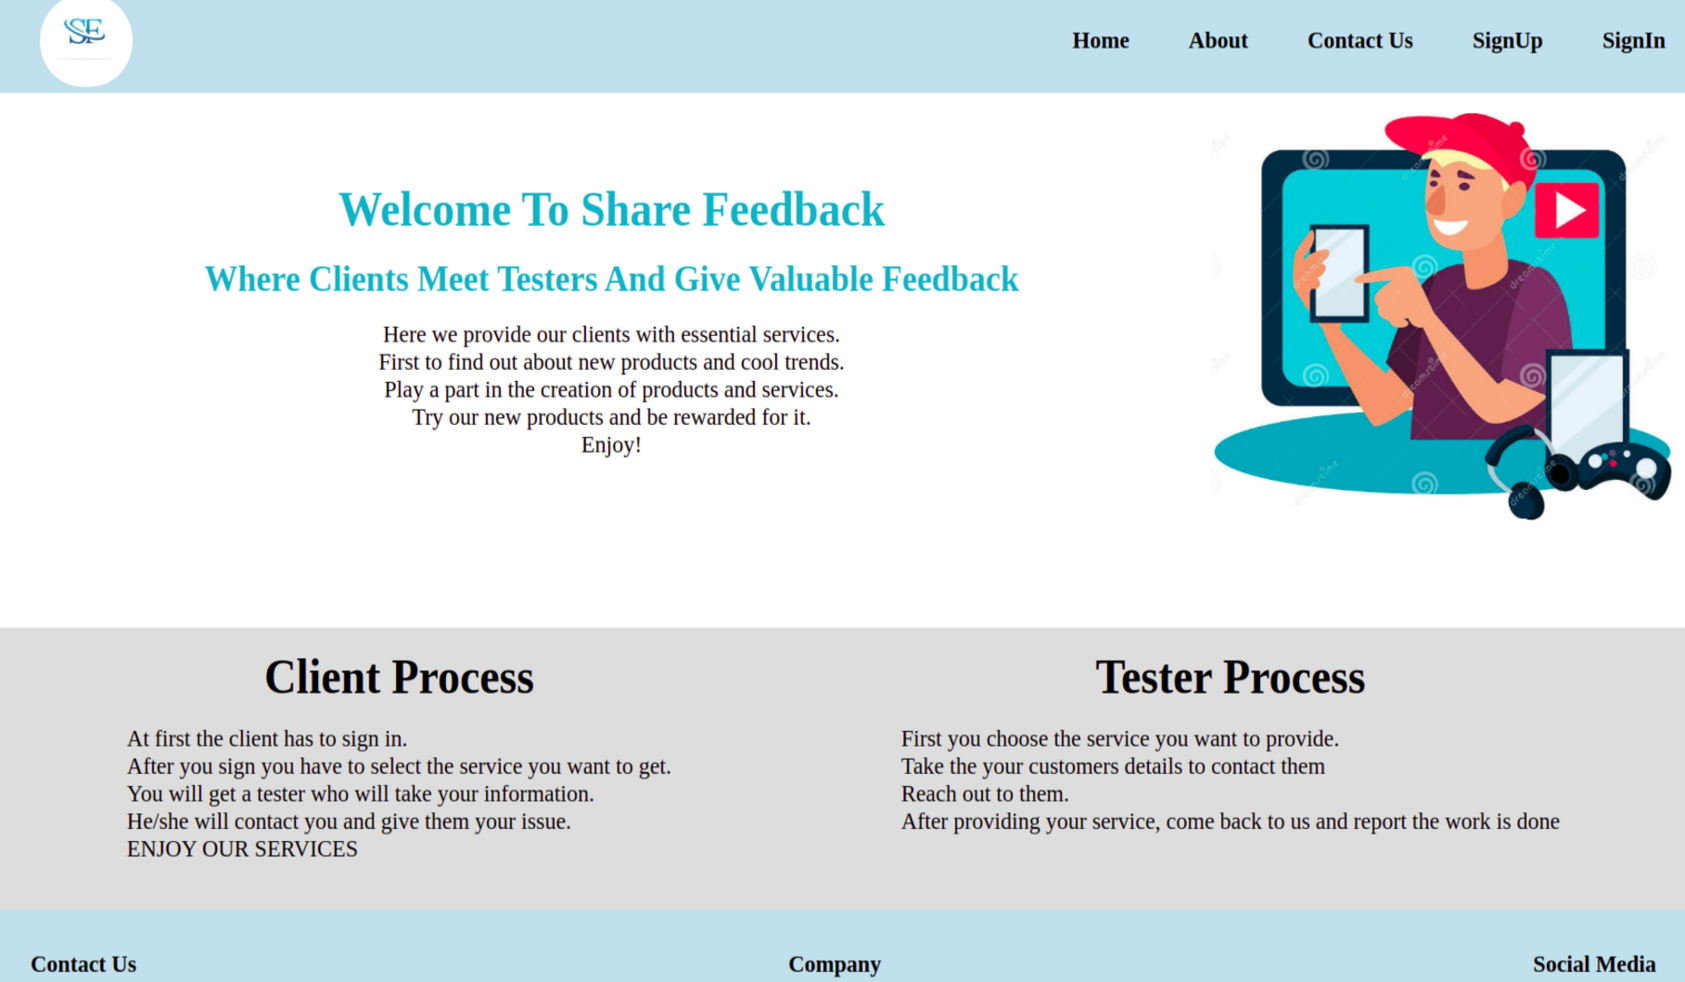 SF
Home About Contact Us SignUp SignIn
Welcome To Share Feedback
Where Clients Meet Testers And Give Valuable Feedback
Here we provide our clients with essential services.
First to find out about new products and cool trends.
Play a part in the creation of products and services.
Try our new products and be rewarded for it.
Enjoy!
dreamstime
dreamstime
dreamstime
dreamstime
dreamstime
dreamstime
Client Process
At first the client has to sign in.
After you sign you have to select the service you want to get.
You will get a tester who will take your information.
He/she will contact you and give them your issue.
ENJOY OUR SERVICES
Tester Process
First you choose the service you want to provide.
Take the your customers details to contact them
Reach out to them.
After providing your service, come back to us and report the work is done
Contact Us
Company
Social Media